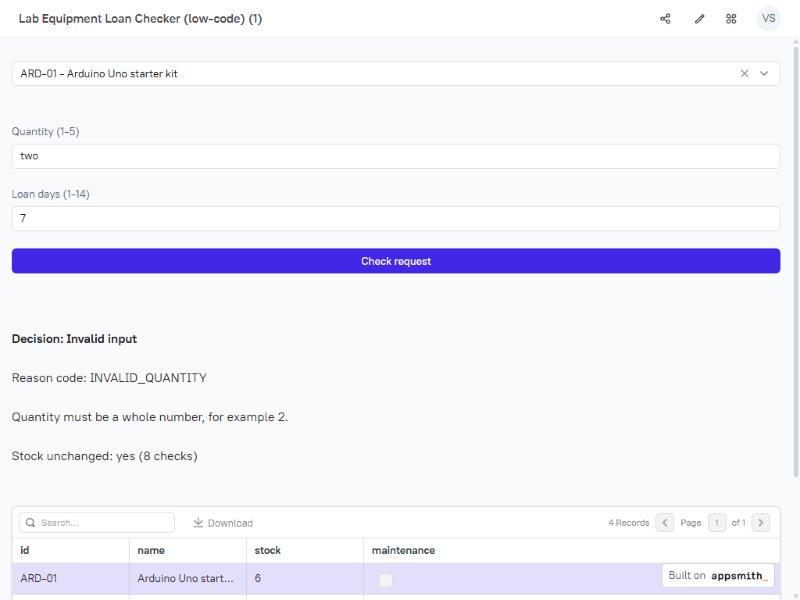 Lab Equipment Loan Checker (low-code) (1)
VS
ARD-01 - Arduino Uno starter kit
Quantity (1-5)
two
Loan days (1-14)
7
Check request
Decision: Invalid input
Reason code: INVALID_QUANTITY
Quantity must be a whole number, for example 2.
Stock unchanged: yes (8 checks)
Search...
Download
4 Records
Page
1
of 1
id
name
stock
maintenance
ARD-01
Arduino Uno start...
6
Built on appsmith_